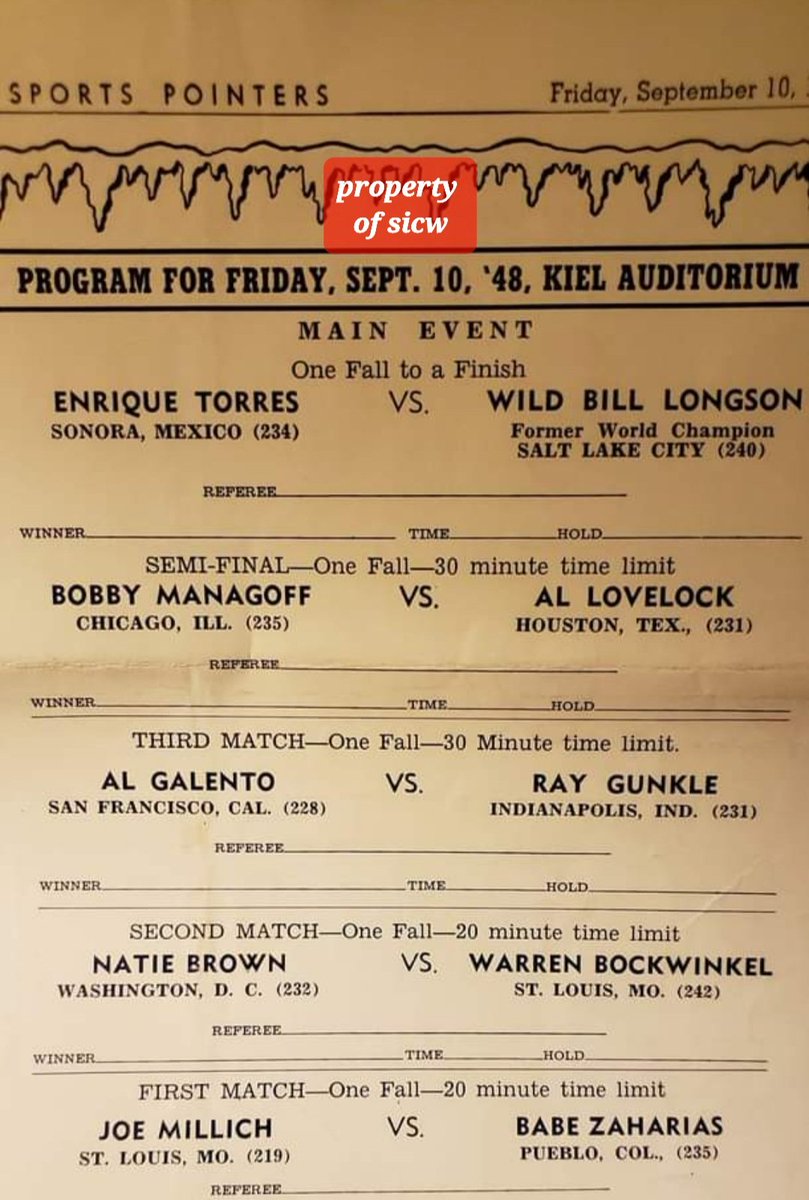 SPORTS POINTERS Friday, September 10,
property
of sicw
PROGRAM FOR FRIDAY, SEPT. 10, '48, KIEL AUDITORIUM
MAIN EVENT
One Fall to a Finish
ENRIQUE TORRES VS. WILD BILL LONGSON
SONORA, MEXICO (234) Former World Champion
SALT LAKE CITY (240)
REFEREE
WINNER TIME HOLD
SEMI-FINAL—One Fall—30 minute time limit
BOBBY MANAGOFF VS. AL LOVELOCK
CHICAGO, ILL. (235) HOUSTON, TEX., (231)
REFEREE
WINNER TIME HOLD
THIRD MATCH—One Fall—30 Minute time limit.
AL GALENTO VS. RAY GUNKLE
SAN FRANCISCO, CAL. (228) INDIANAPOLIS, IND. (231)
REFEREE
WINNER TIME HOLD
SECOND MATCH—One Fall—20 minute time limit
NATIE BROWN VS. WARREN BOCKWINKEL
WASHINGTON, D. C. (232) ST. LOUIS, MO. (242)
REFEREE
WINNER TIME HOLD
FIRST MATCH—One Fall—20 minute time limit
JOE MILLICH VS. BABE ZAHARIAS
ST. LOUIS, MO. (219) PUEBLO, COL., (235)
REFEREE